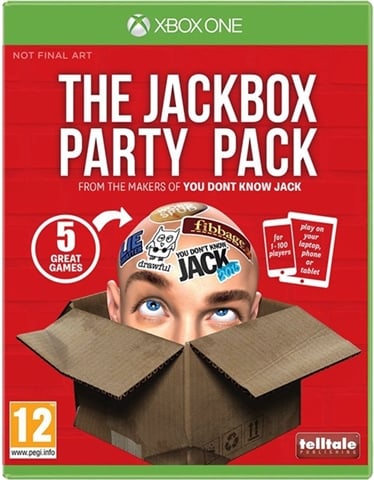 XBOX ONE
NOT FINAL ART
THE JACKBOX
PARTY PACK
FROM THE MAKERS OF YOU DONT KNOW JACK
5
GREAT
GAMES
fibbage
drawful
YOU DON'T KNOW
JACK
for
1-100
players
play on
your
laptop,
phone
or
tablet
12
www.pegi.info
telltale
PUBLISHING